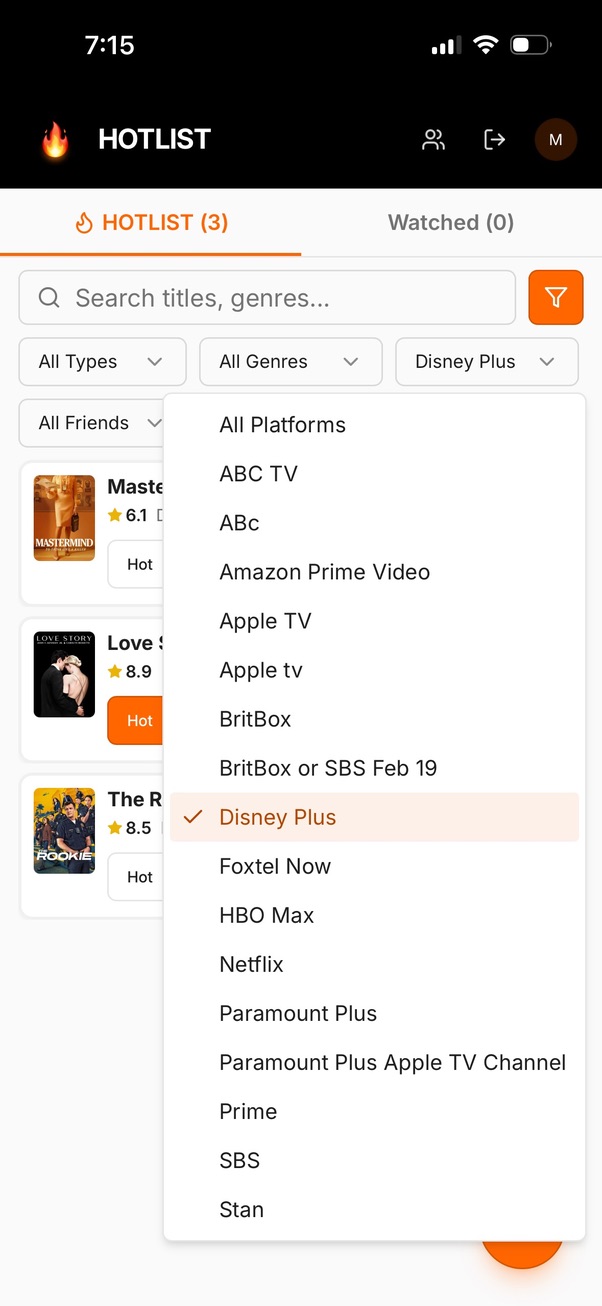 7:15
HOTLIST
M
HOTLIST (3)
Watched (0)
Search titles, genres...
All Types
All Genres
Disney Plus
All Friends
All Platforms
ABC TV
ABc
Amazon Prime Video
Apple TV
Apple tv
BritBox
BritBox or SBS Feb 19
Disney Plus
Foxtel Now
HBO Max
Netflix
Paramount Plus
Paramount Plus Apple TV Channel
Prime
SBS
Stan
MASTERMIND
6.1
Hot
LOVE STORY
Love
8.9
Hot
ROOKIE
The
8.5
Hot